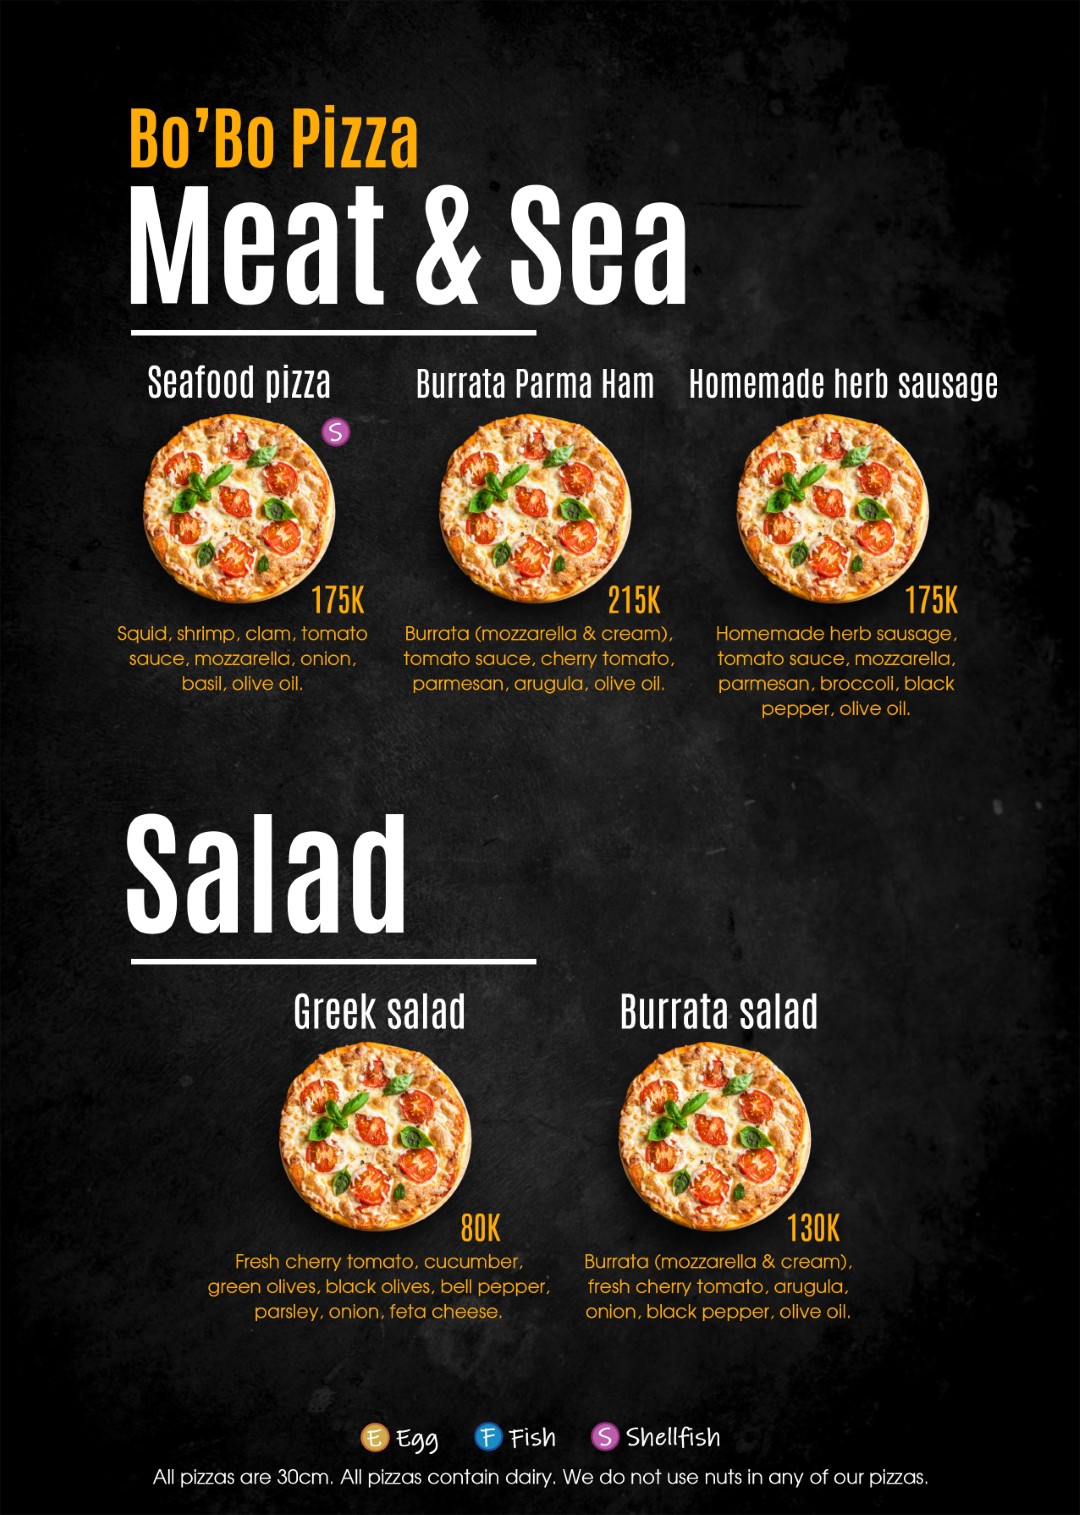 Bo'Bo Pizza
Meat & Sea
Seafood pizza
S
175K
Squid, shrimp, clam, tomato
sauce, mozzarella, onion,
basil, olive oil.
Burrata Parma Ham
215K
Burrata (mozzarella & cream),
tomato sauce, cherry tomato,
parmesan, arugula, olive oil.
Homemade herb sausage
175K
Homemade herb sausage,
tomato sauce, mozzarella,
parmesan, broccoli, black
pepper, olive oil.
Salad
Greek salad
80K
Fresh cherry tomato, cucumber,
green olives, black olives, bell pepper,
parsley, onion, feta cheese.
Burrata salad
130K
Burrata (mozzarella & cream),
fresh cherry tomato, arugula,
onion, black pepper, olive oil.
E Egg F Fish S Shellfish
All pizzas are 30cm. All pizzas contain dairy. We do not use nuts in any of our pizzas.